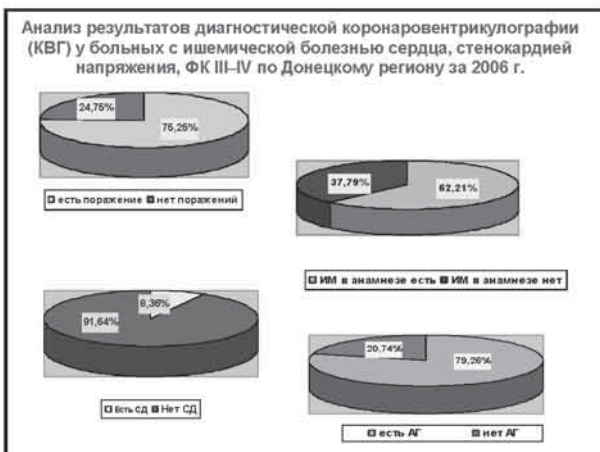 Анализ результатов диагностической коронаровентрикулографии
(КВГ) у больных с ишемической болезнью сердца, стенокардией
напряжения, ФК III–IV по Донецкому региону за 2006 г.
24,75%
75,25%
есть поражение нет поражений
37,79%
62,21%
ИМ в анамнезе есть ИМ в анамнезе нет
8,36%
91,64%
Есть СД Нет СД
20,74%
79,26%
есть АГ нет АГ